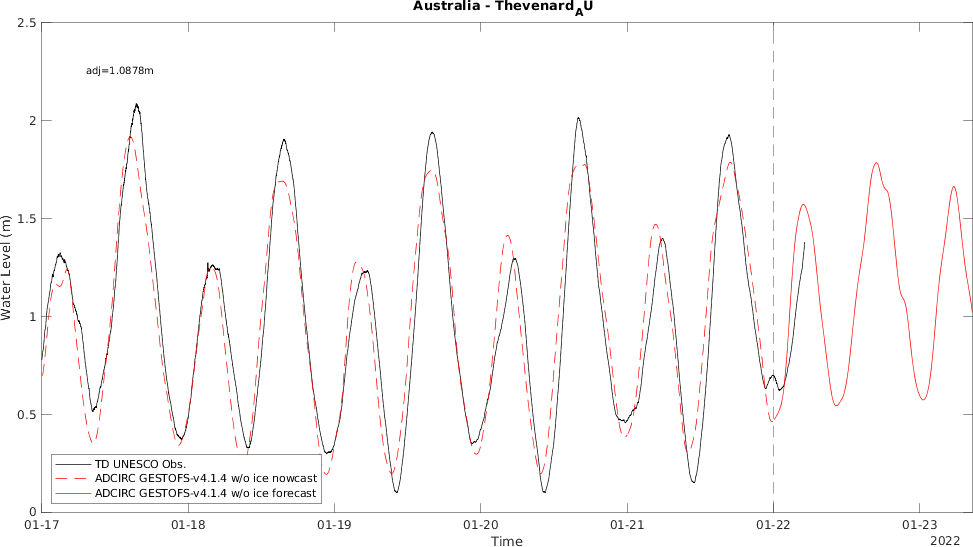 Australia - Thevenard_AU
2.5
adj=1.0878m
2
1.5
Water Level (m)
1
0.5
TD UNESCO Obs.
ADCIRC GESTOFS-v4.1.4 w/o ice nowcast
ADCIRC GESTOFS-v4.1.4 w/o ice forecast
0
01-17 01-18 01-19 01-20 01-21 01-22 01-23
Time
2022